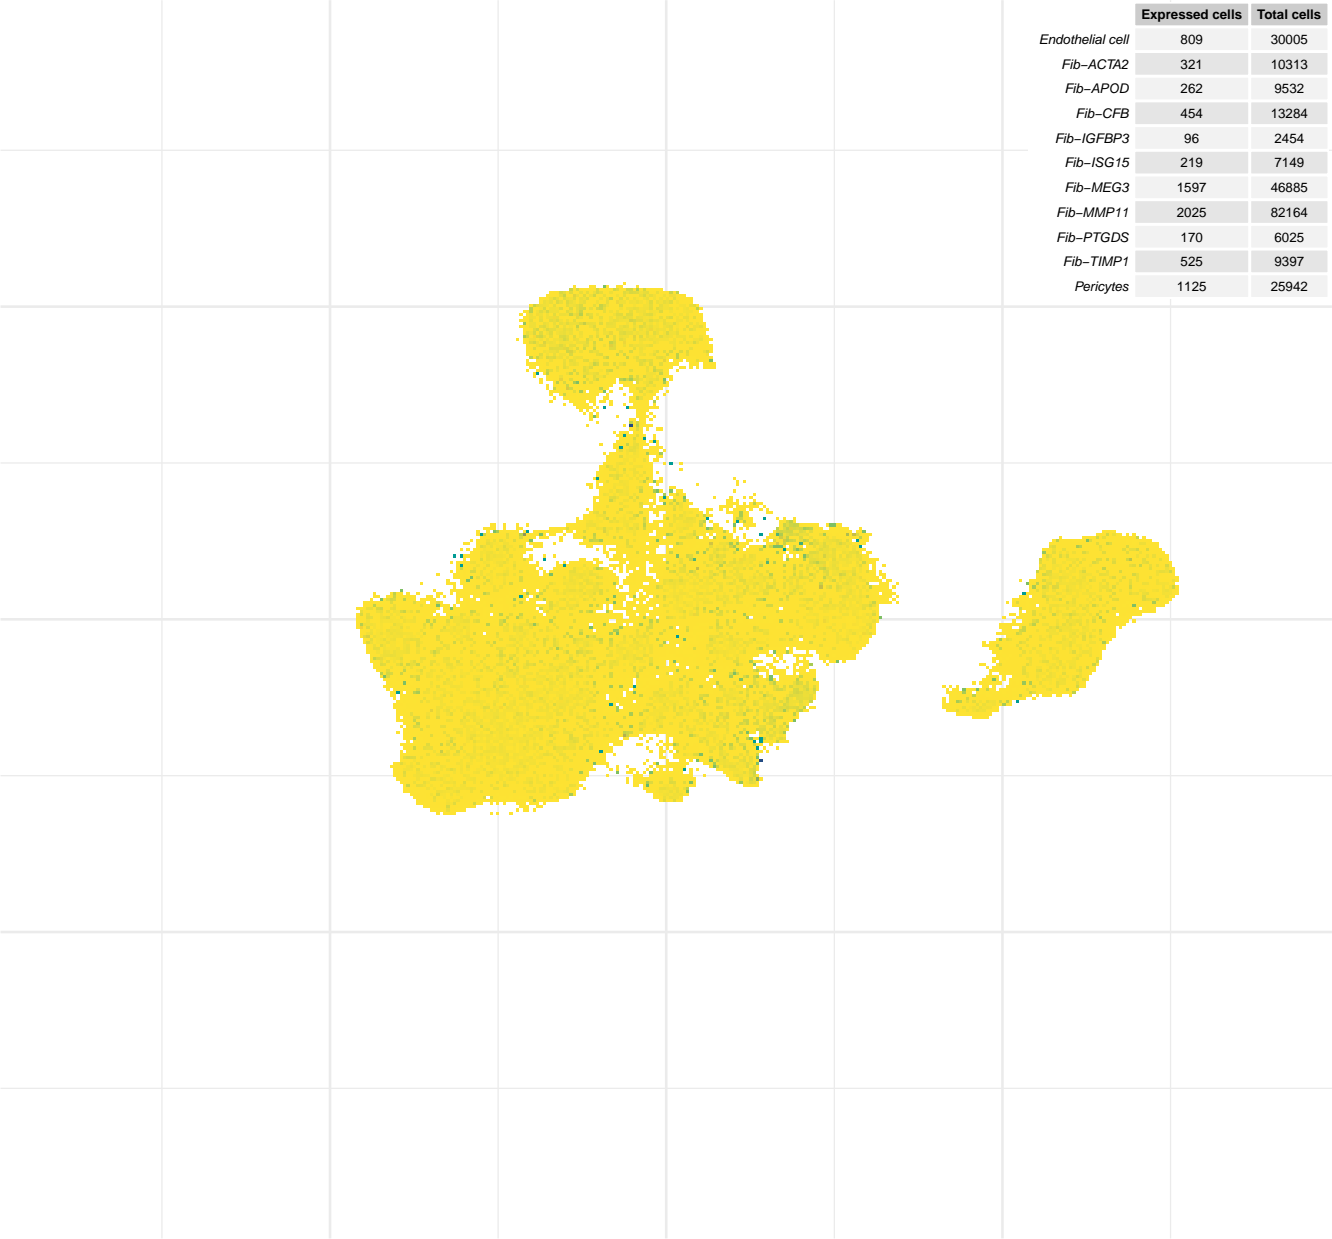 Expressed cells Total cells
Endothelial cell 809 30005
Fib−ACTA2 321 10313
Fib−APOD 262 9532
Fib−CFB 454 13284
Fib−IGFBP3 96 2454
Fib−ISG15 219 7149
Fib−MEG3 1597 46885
Fib−MMP11 2025 82164
Fib−PTGDS 170 6025
Fib−TIMP1 525 9397
Pericytes 1125 25942